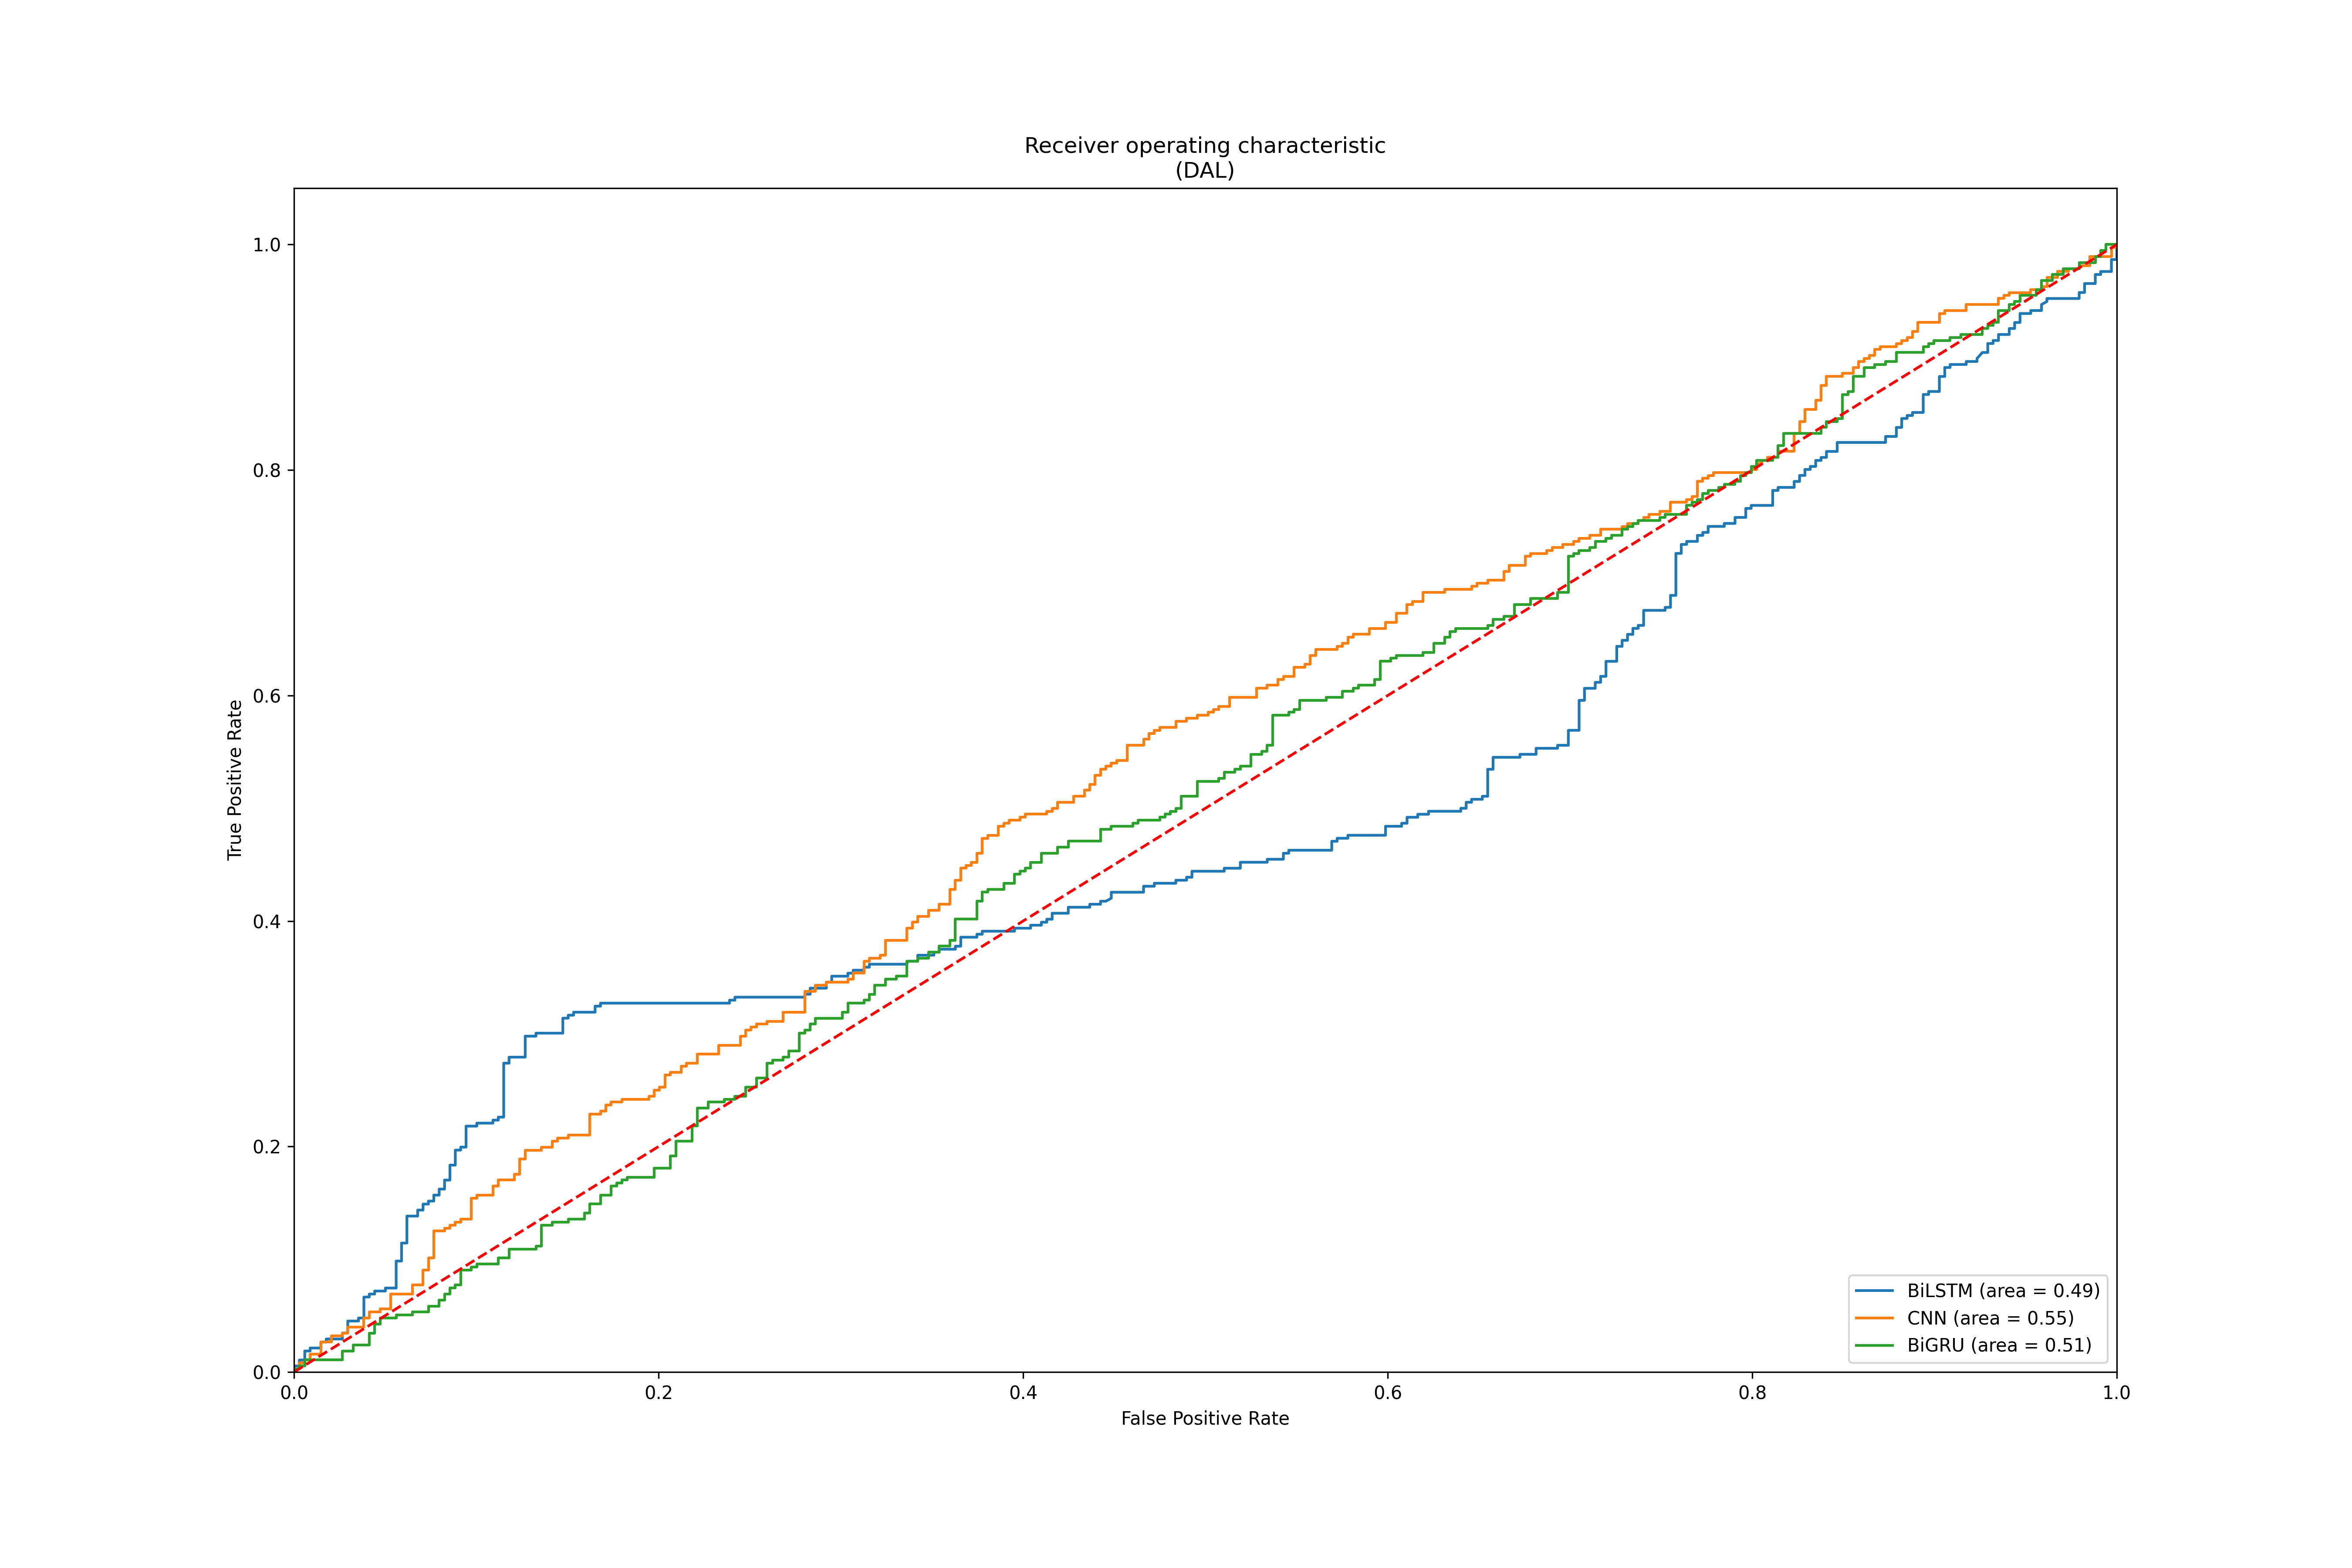 Receiver operating characteristic
(DAL)
True Positive Rate
1.0
0.8
0.6
0.4
0.2
0.0
0.0 0.2 0.4 0.6 0.8 1.0
False Positive Rate
BiLSTM (area = 0.49)
CNN (area = 0.55)
BiGRU (area = 0.51)